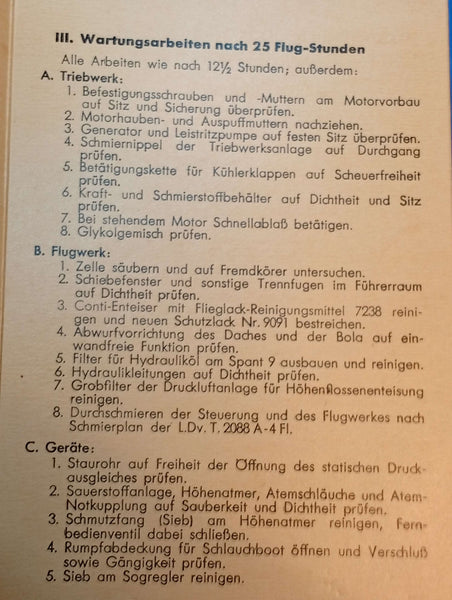 III. Wartungsarbeiten nach 25 Flug-Stunden
Alle Arbeiten wie nach 12½ Stunden; außerdem:
A. Triebwerk:
1. Befestigungsschrauben und -Muttern am Motorvorbau
auf Sitz und Sicherung überprüfen.
2. Motorhauben- und Auspuffmuttern nachziehen.
3. Generator und Leistritzpumpe auf festen Sitz überprüfen.
4. Schmiernippel der Triebwerksanlage auf Durchgang
prüfen.
5. Betätigungskette für Kühlerklappen auf Scheuerfreiheit
prüfen.
6. Kraft- und Schmierstoffbehälter auf Dichtheit und Sitz
prüfen.
7. Bei stehendem Motor Schnellablaß betätigen.
8. Glykolgemisch prüfen.
B. Flugwerk:
1. Zelle säubern und auf Fremdkörer untersuchen.
2. Schiebefenster und sonstige Trennfugen im Führerraum
auf Dichtheit prüfen.
3. Conti-Enteiser mit Flieglack-Reinigungsmittel 7238 reini-
gen und neuen Schutzlack Nr. 9091 bestreichen.
4. Abwurfvorrichtung des Daches und der Bola auf ein-
wandfreie Funktion prüfen.
5. Filter für Hydrauliköl am Spant 9 ausbauen und reinigen.
6. Hydraulikleitungen auf Dichtheit prüfen.
7. Grobfilter der Druckluftanlage für Höhenflossenenteisung
reinigen.
8. Durchschmieren der Steuerung und des Flugwerkes nach
Schmierplan der L.Dv. T. 2088 A-4 Fl.
C. Geräte:
1. Staurohr auf Freiheit der Öffnung des statischen Druck-
ausgleiches prüfen.
2. Sauerstoffanlage, Höhenatmer, Atemschläuche und Atem-
Notkupplung auf Sauberkeit und Dichtheit prüfen.
3. Schmutzfang (Sieb) am Höhenatmer reinigen, Fern-
bedienventil dabei schließen.
4. Rumpfabdeckung für Schlauchboot öffnen und Verschluß
sowie Gängigkeit prüfen.
5. Sieb am Sogregler reinigen.